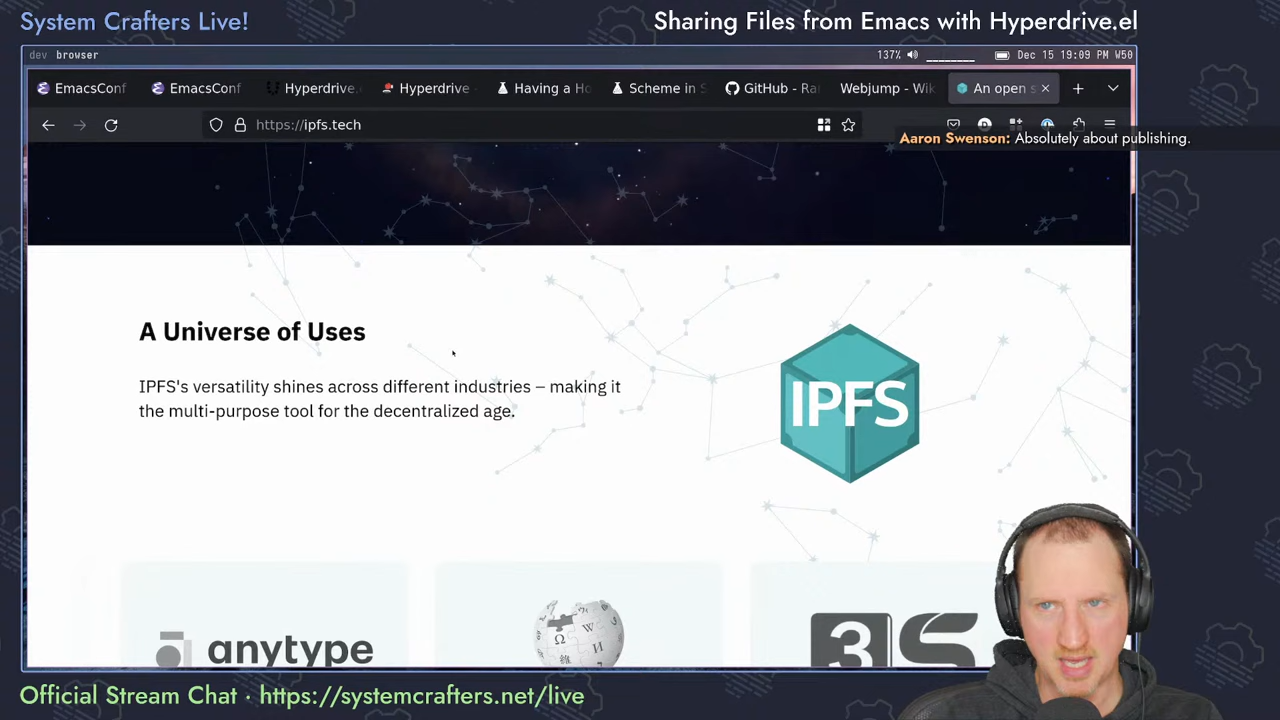 System Crafters Live!
Sharing Files from Emacs with Hyperdrive.el
dev browser
137% Dec 15 19:09 PM W50
EmacsConf
EmacsConf
Hyperdrive.
Hyperdrive
Having a Ho
Scheme in S
GitHub - Ra
Webjump - Wik
An open s
https://ipfs.tech
Aaron Swenson: Absolutely about publishing.
A Universe of Uses
IPFS's versatility shines across different industries – making it
the multi-purpose tool for the decentralized age.
IPFS
anytype
3S
Official Stream Chat · https://systemcrafters.net/live